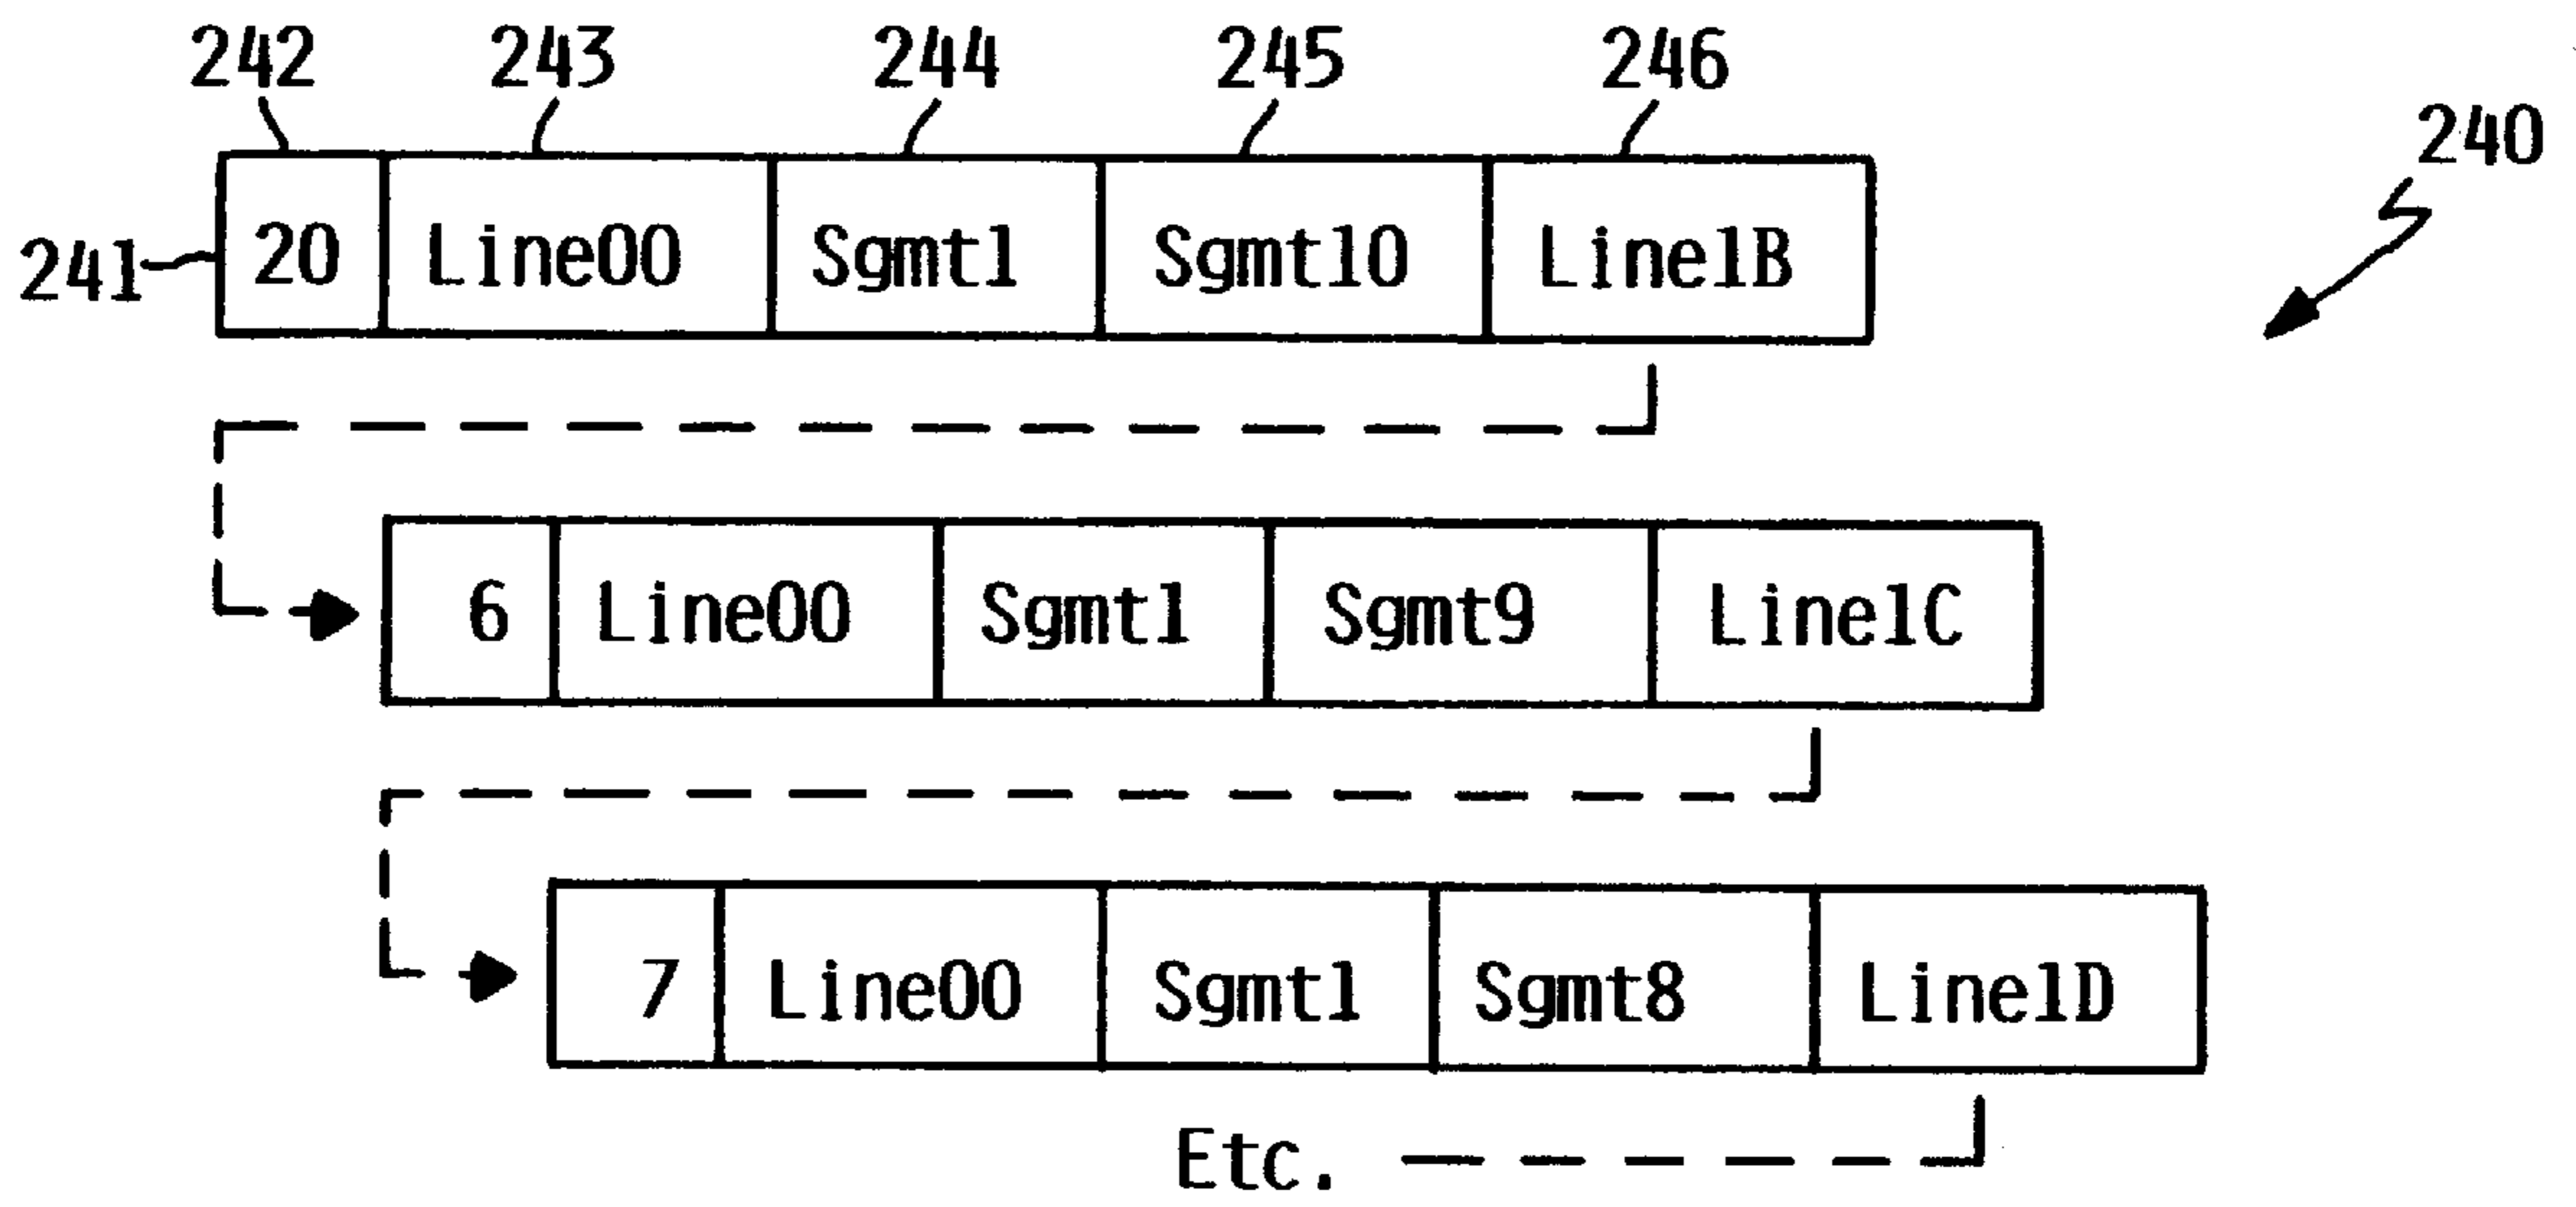 242 243 244 245 246
240
241 20 Line00 Sgmt1 Sgmt10 Line1B
6 Line00 Sgmt1 Sgmt9 Line1C
7 Line00 Sgmt1 Sgmt8 Line1D
Etc.